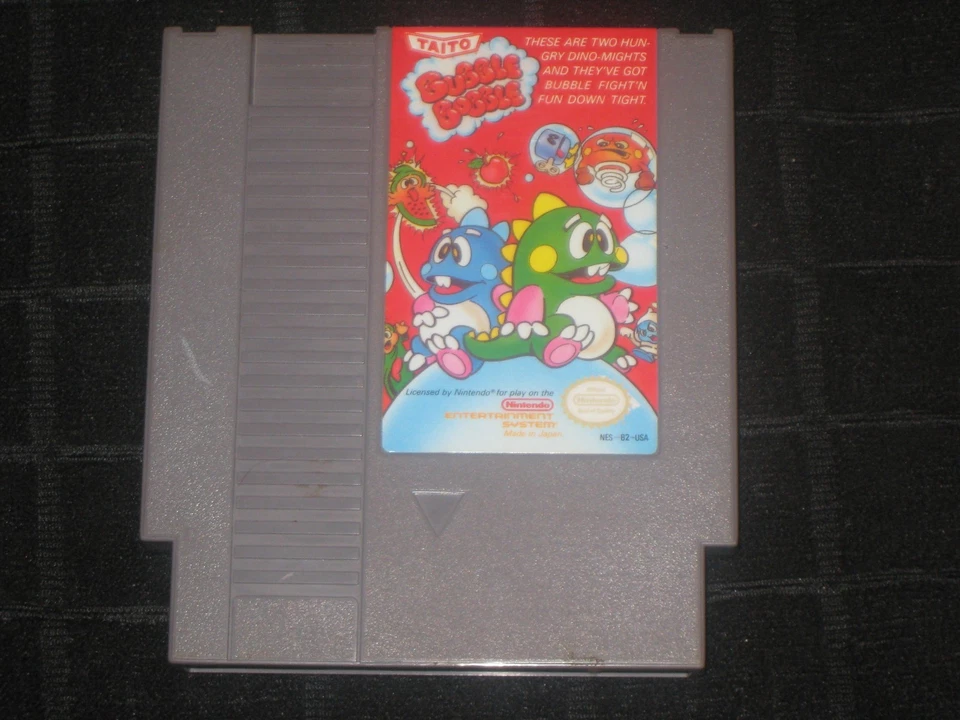 TAITO
BUBBLE
BOBBLE
THESE ARE TWO HUN-
GRY DINO-MIGHTS
AND THEY'VE GOT
BUBBLE FIGHT'N
FUN DOWN TIGHT.
Licensed by Nintendo® for play on the
Nintendo
ENTERTAINMENT
SYSTEM
Made in Japan
Nintendo
NES-B2-USA